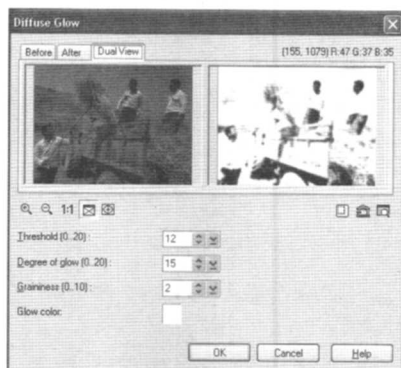 Diffuse Glow
Before After Dual View (155, 1079) R:47 G:37 B:35
1:1
Threshold (0..20) : 12
Degree of glow (0..20) : 15
Graininess (0..10) : 2
Glow color:
OK Cancel Help